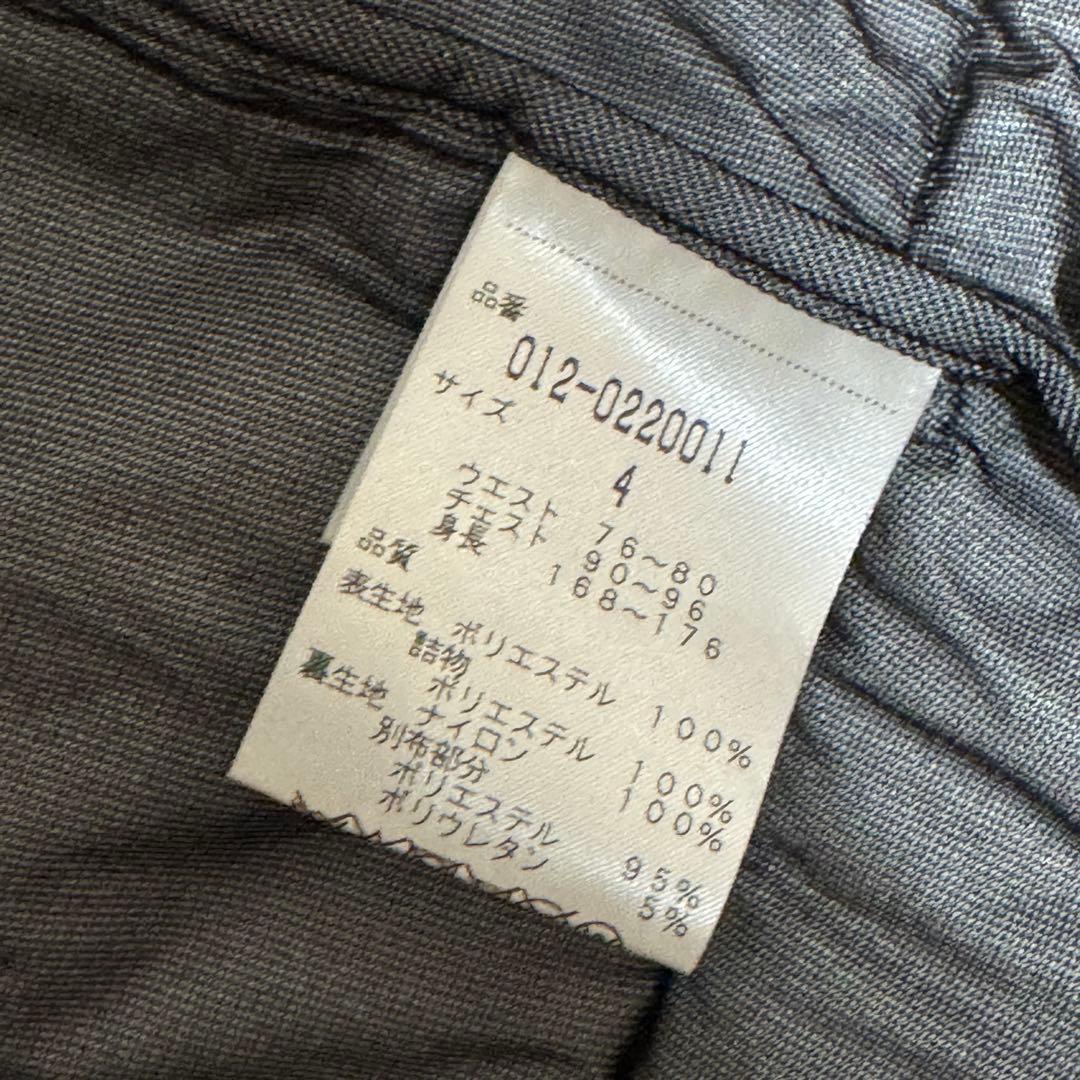 品番
012-0220011
サイズ
4
ウエスト 76~80
チェスト 90~96
身長 168~176
品質
表生地 ポリエステル 100%
詰物 ポリエステル 100%
裏生地 ナイロン 100%
別布部分
ポリエステル 95%
ポリウレタン 5%